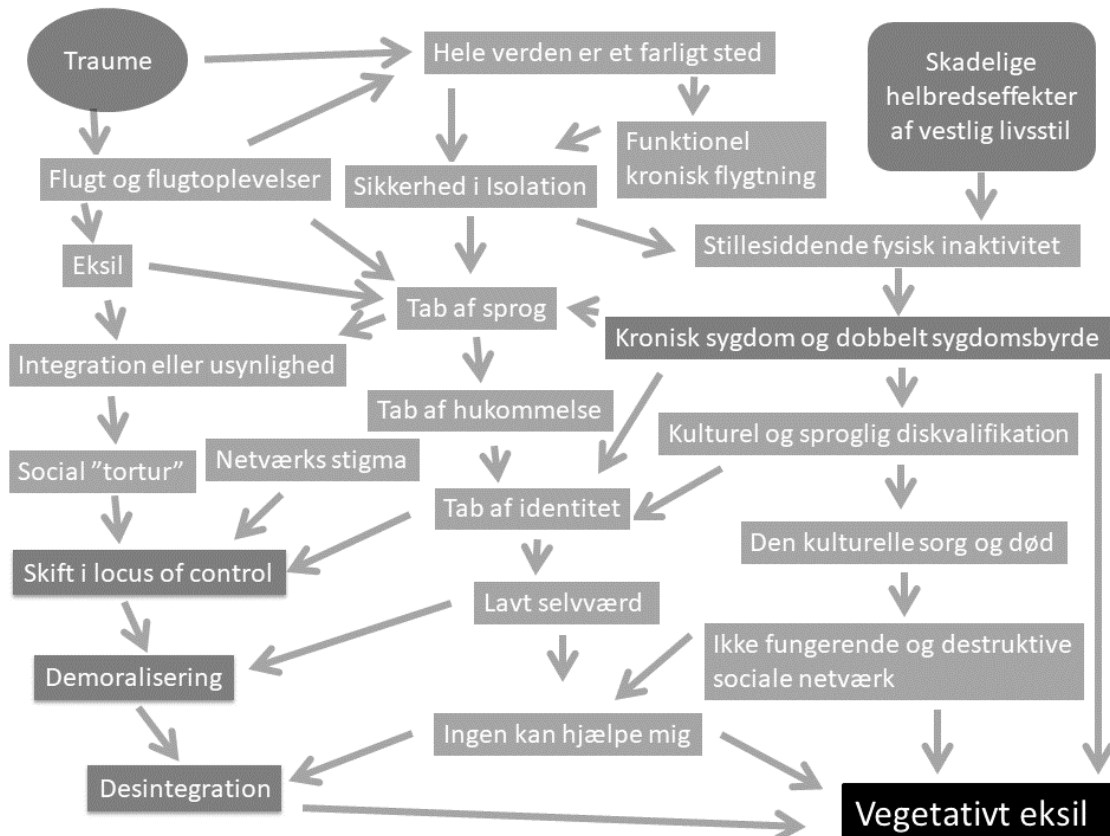 Traume
Hele verden er et farligt sted
Skadelige
helbredseffekter
af vestlig livsstil
Flugt og flugtoplevelser
Sikkerhed i Isolation
Funktionel
kronisk flygtning
Eksil
Stillesiddende fysisk inaktivitet
Tab af sprog
Kronisk sygdom og dobbelt sygdomsbyrde
Integration eller usynlighed
Tab af hukommelse
Kulturel og sproglig diskvalifikation
Social ”tortur”
Netværks stigma
Tab af identitet
Den kulturelle sorg og død
Skift i locus of control
Lavt selvværd
Ikke fungerende og destruktive
sociale netværk
Demoralisering
Ingen kan hjælpe mig
Desintegration
Vegetativt eksil